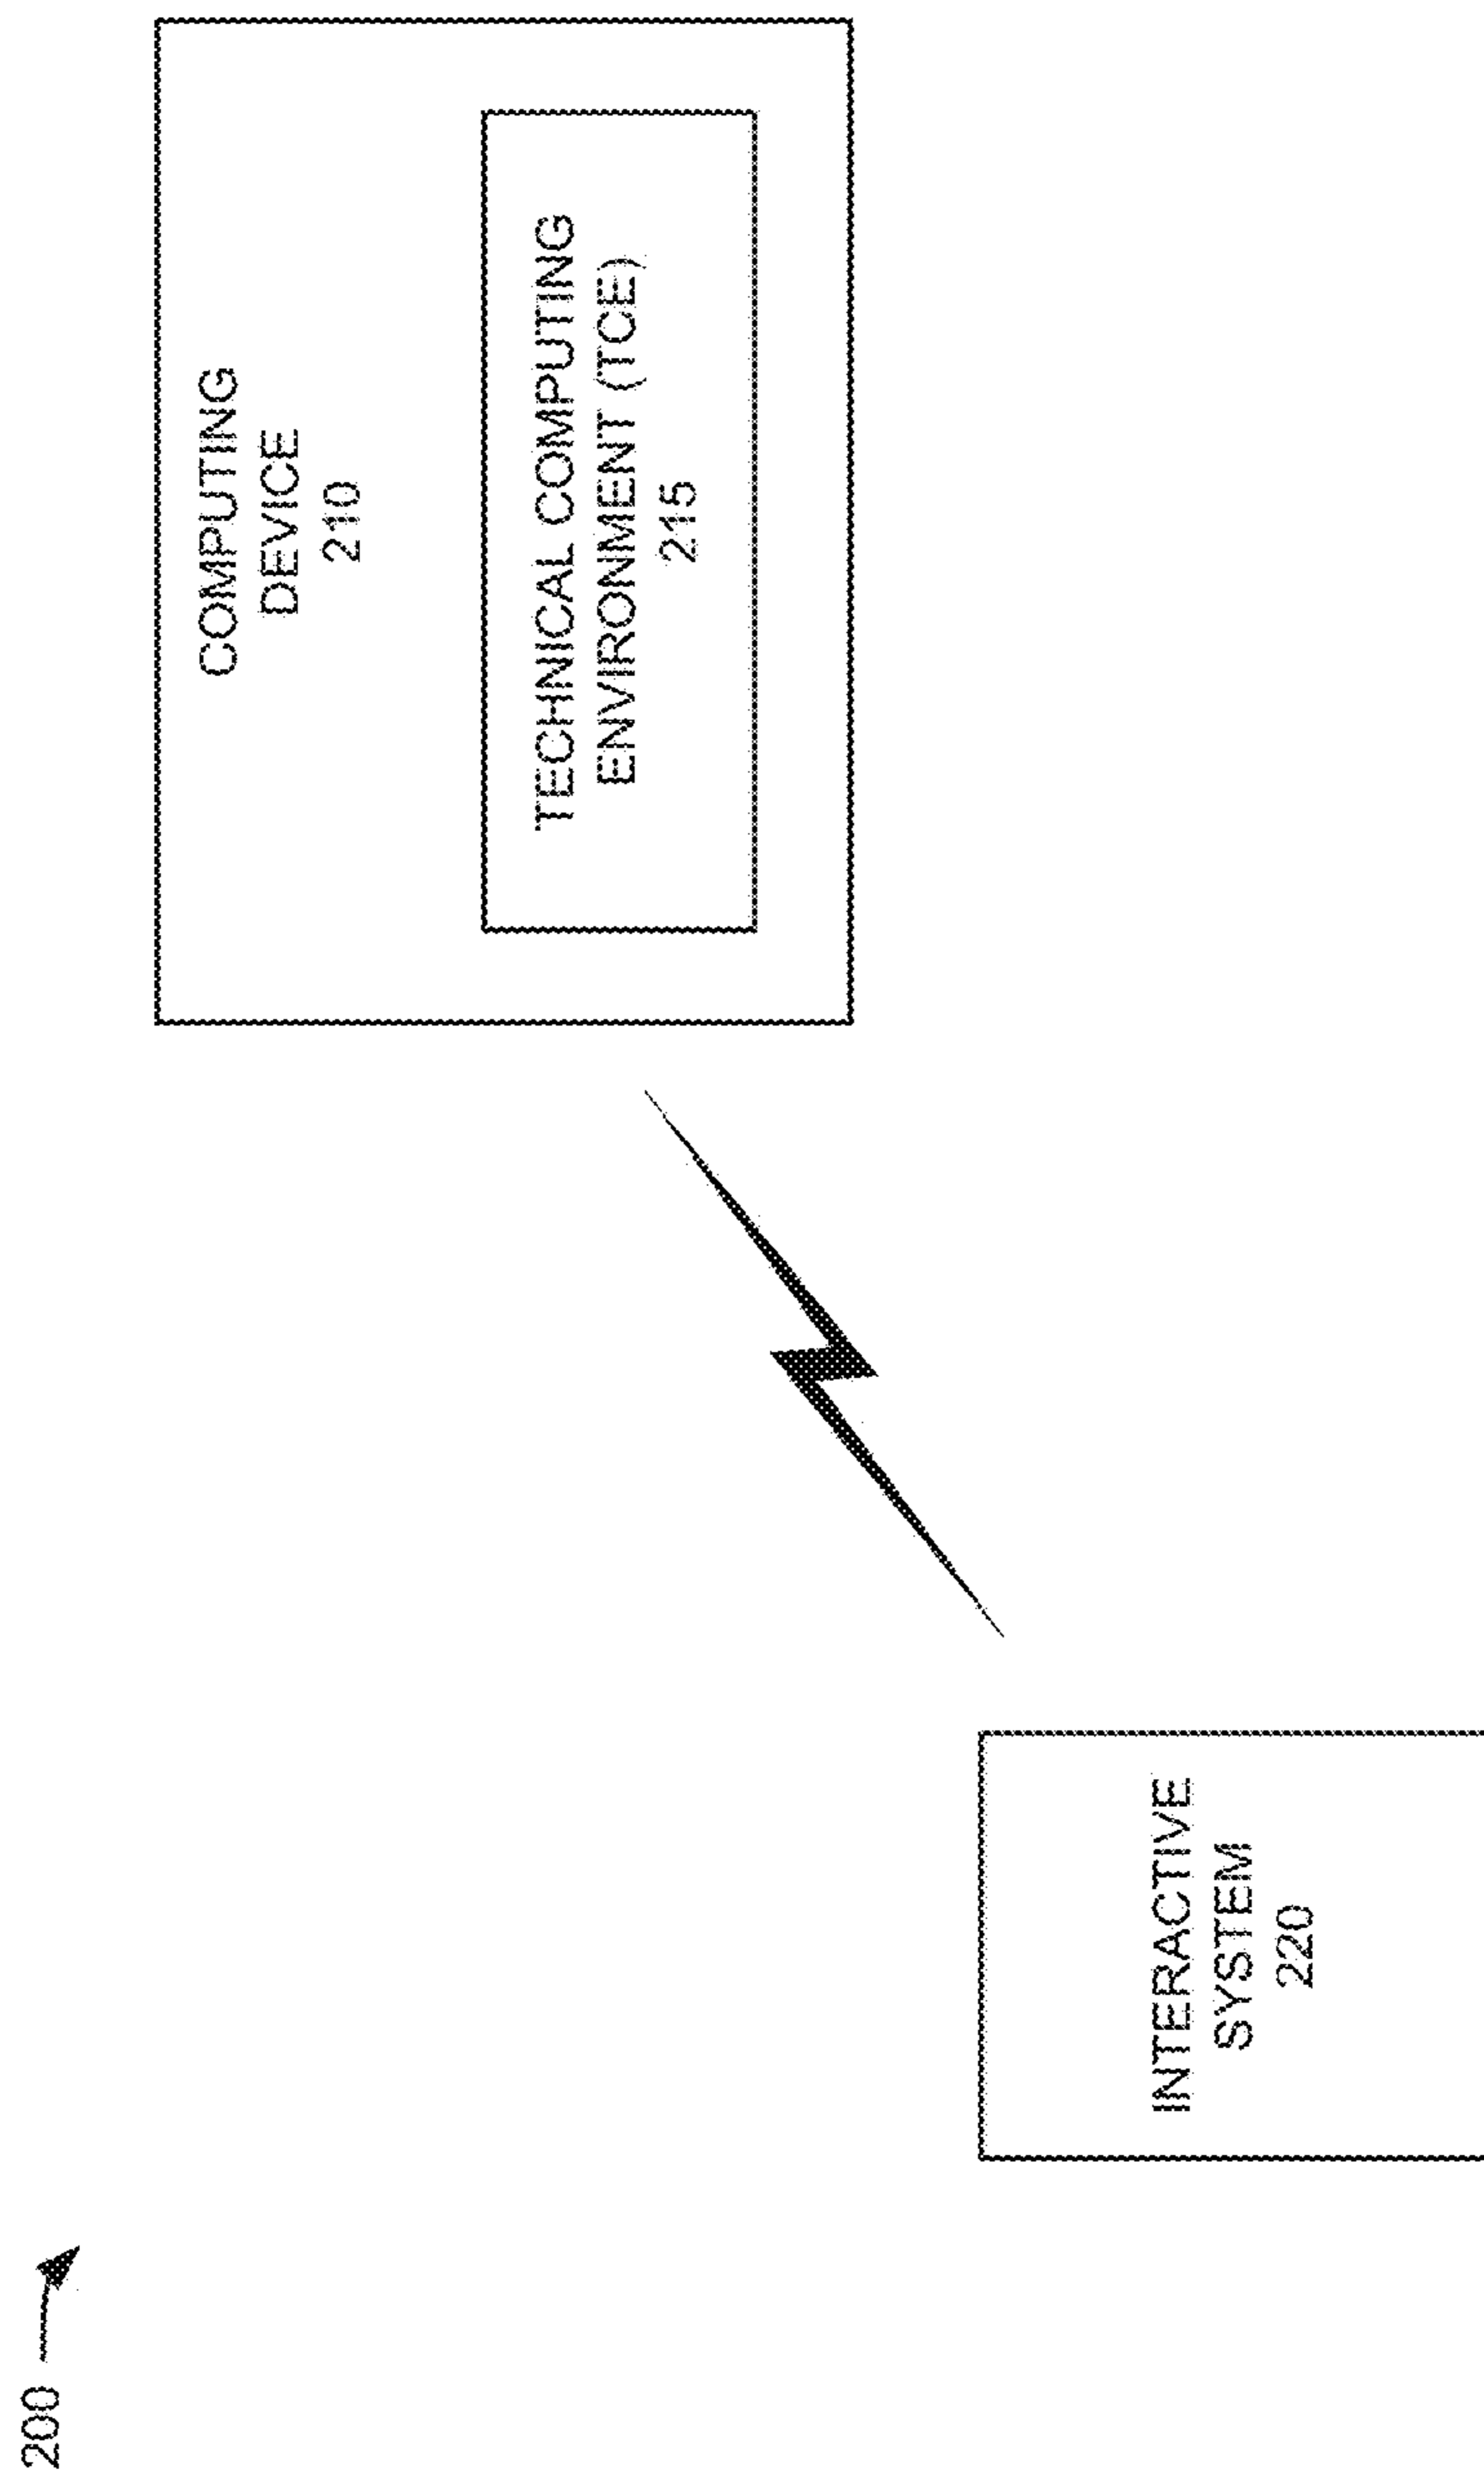 200
COMPUTING
DEVICE
210
TECHNICAL COMPUTING
ENVIRONMENT (TCE)
215
INTERACTIVE
SYSTEM
220